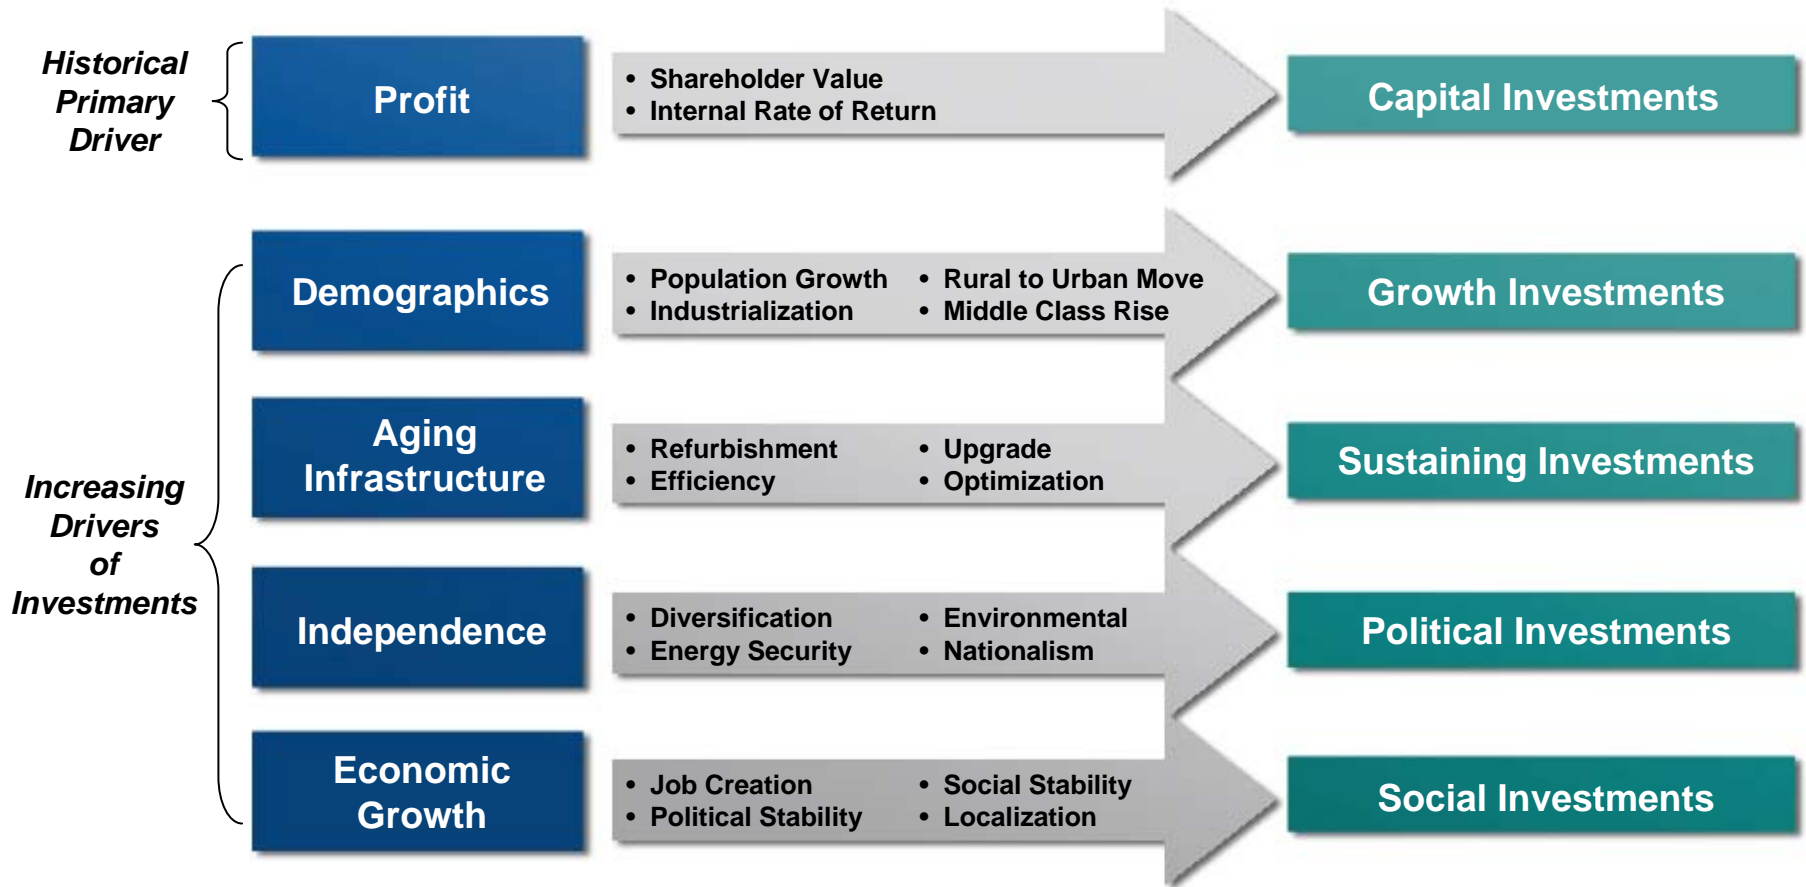 Historical
Primary
Driver
Profit
• Shareholder Value
• Internal Rate of Return
Capital Investments
Increasing
Drivers
of
Investments
Demographics
• Population Growth • Rural to Urban Move
• Industrialization • Middle Class Rise
Growth Investments
Aging
Infrastructure
• Refurbishment • Upgrade
• Efficiency • Optimization
Sustaining Investments
Independence
• Diversification • Environmental
• Energy Security • Nationalism
Political Investments
Economic
Growth
• Job Creation • Social Stability
• Political Stability • Localization
Social Investments